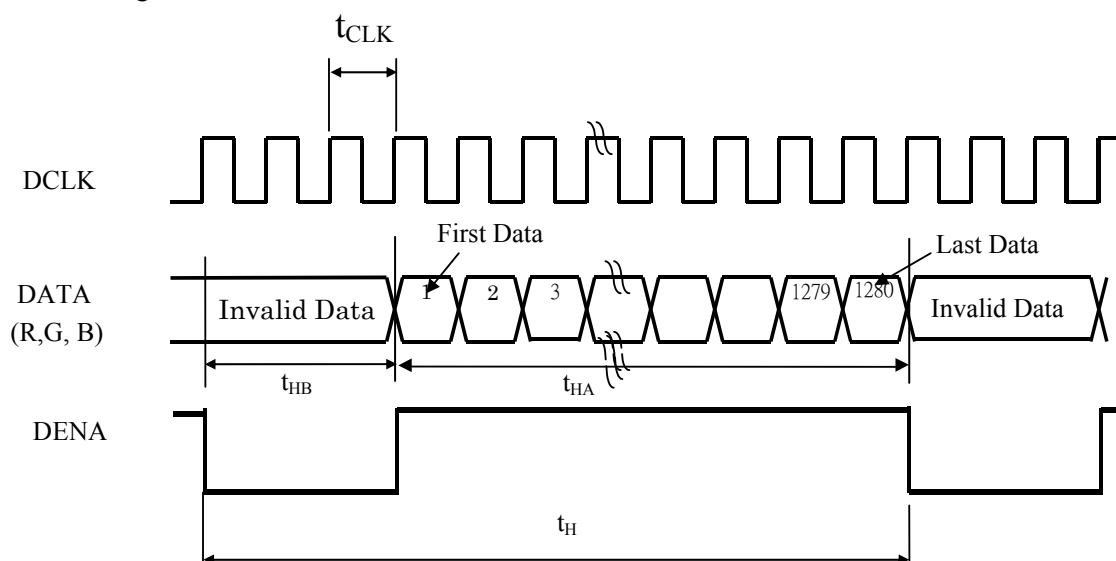 tCLK
DCLK
First Data
Last Data
DATA
(R,G, B)
Invalid Data
1
2
3
1279
1280
Invalid Data
tHB
tHA
DENA
tH